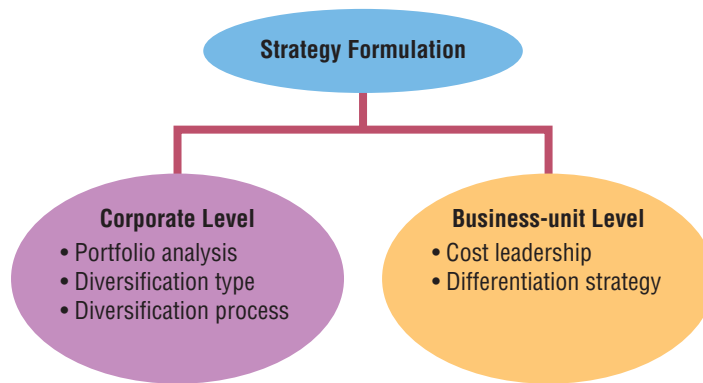 Strategy Formulation
Corporate Level
• Portfolio analysis
• Diversification type
• Diversification process
Business-unit Level
• Cost leadership
• Differentiation strategy